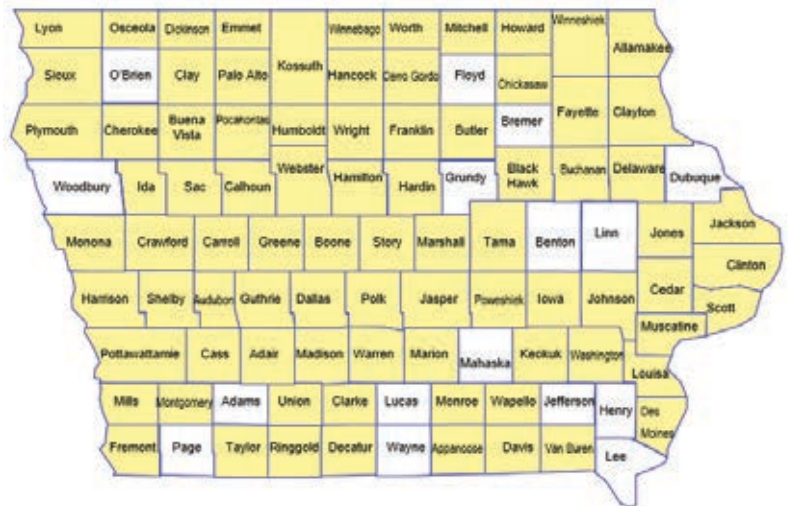 Lyon Osceola Dickinson Emmet Winnebago Worth Mitchell Howard Winneshiek Allamakee
Sioux O'Brien Clay Palo Alto Kossuth Hancock Cerro Gordo Floyd Chickasaw
Plymouth Cherokee Buena Vista Pocahontas Humboldt Wright Franklin Butler Bremer Fayette Clayton
Woodbury Ida Sac Calhoun Webster Hamilton Hardin Grundy Black Hawk Buchanan Delaware Dubuque
Monona Crawford Carroll Greene Boone Story Marshall Tama Benton Linn Jones Jackson
Clinton
Harrison Shelby Audubon Guthrie Dallas Polk Jasper Poweshiek Iowa Johnson Cedar Scott
Muscatine
Pottawattamie Cass Adair Madison Warren Marion Mahaska Keokuk Washington Louisa
Mills Montgomery Adams Union Clarke Lucas Monroe Wapello Jefferson Henry Des Moines
Fremont Page Taylor Ringgold Decatur Wayne Appanoose Davis Van Buren Lee